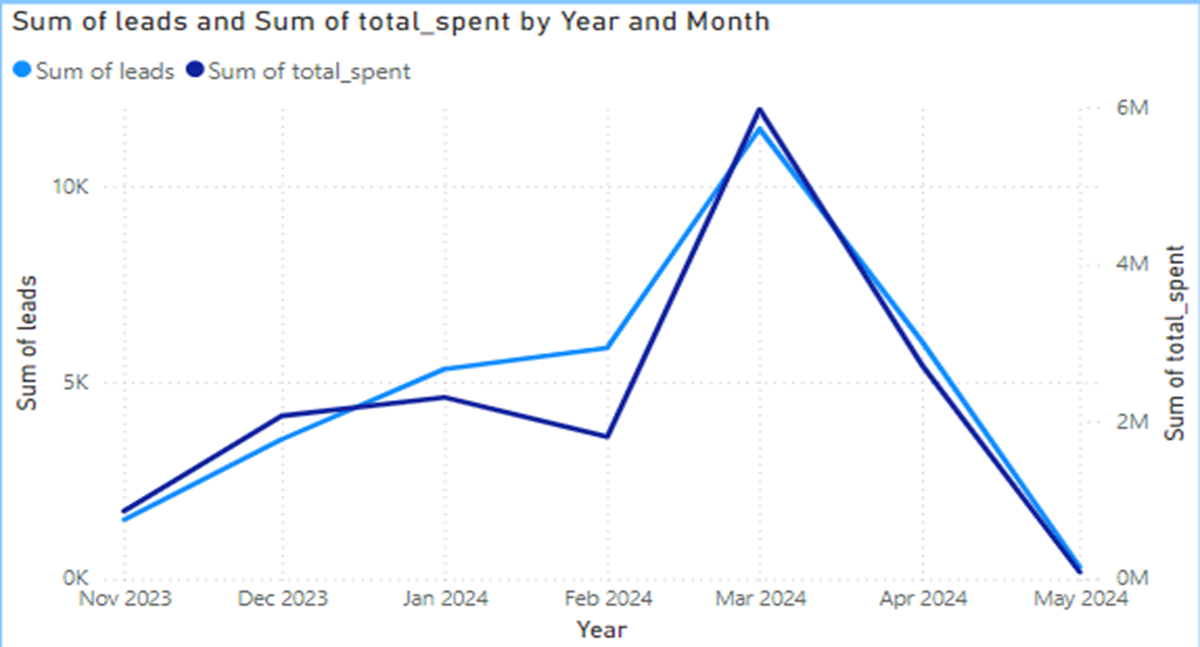 Sum of leads and Sum of total_spent by Year and Month
Sum of leads Sum of total_spent
6M
10K
4M
5K
2M
0K
0M
Sum of leads
Sum of total_spent
Nov 2023 Dec 2023 Jan 2024 Feb 2024 Mar 2024 Apr 2024 May 2024
Year